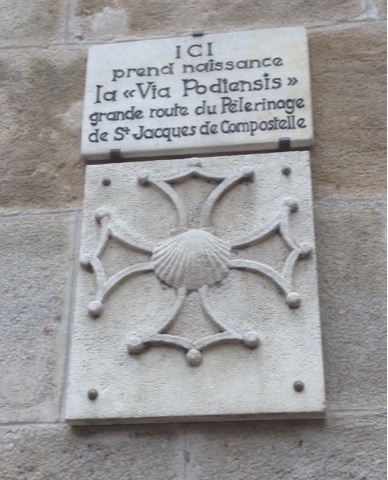 ICI
prend naissance
la «Via Podiensis»
grande route du Pèlerinage
de St Jacques de Compostelle